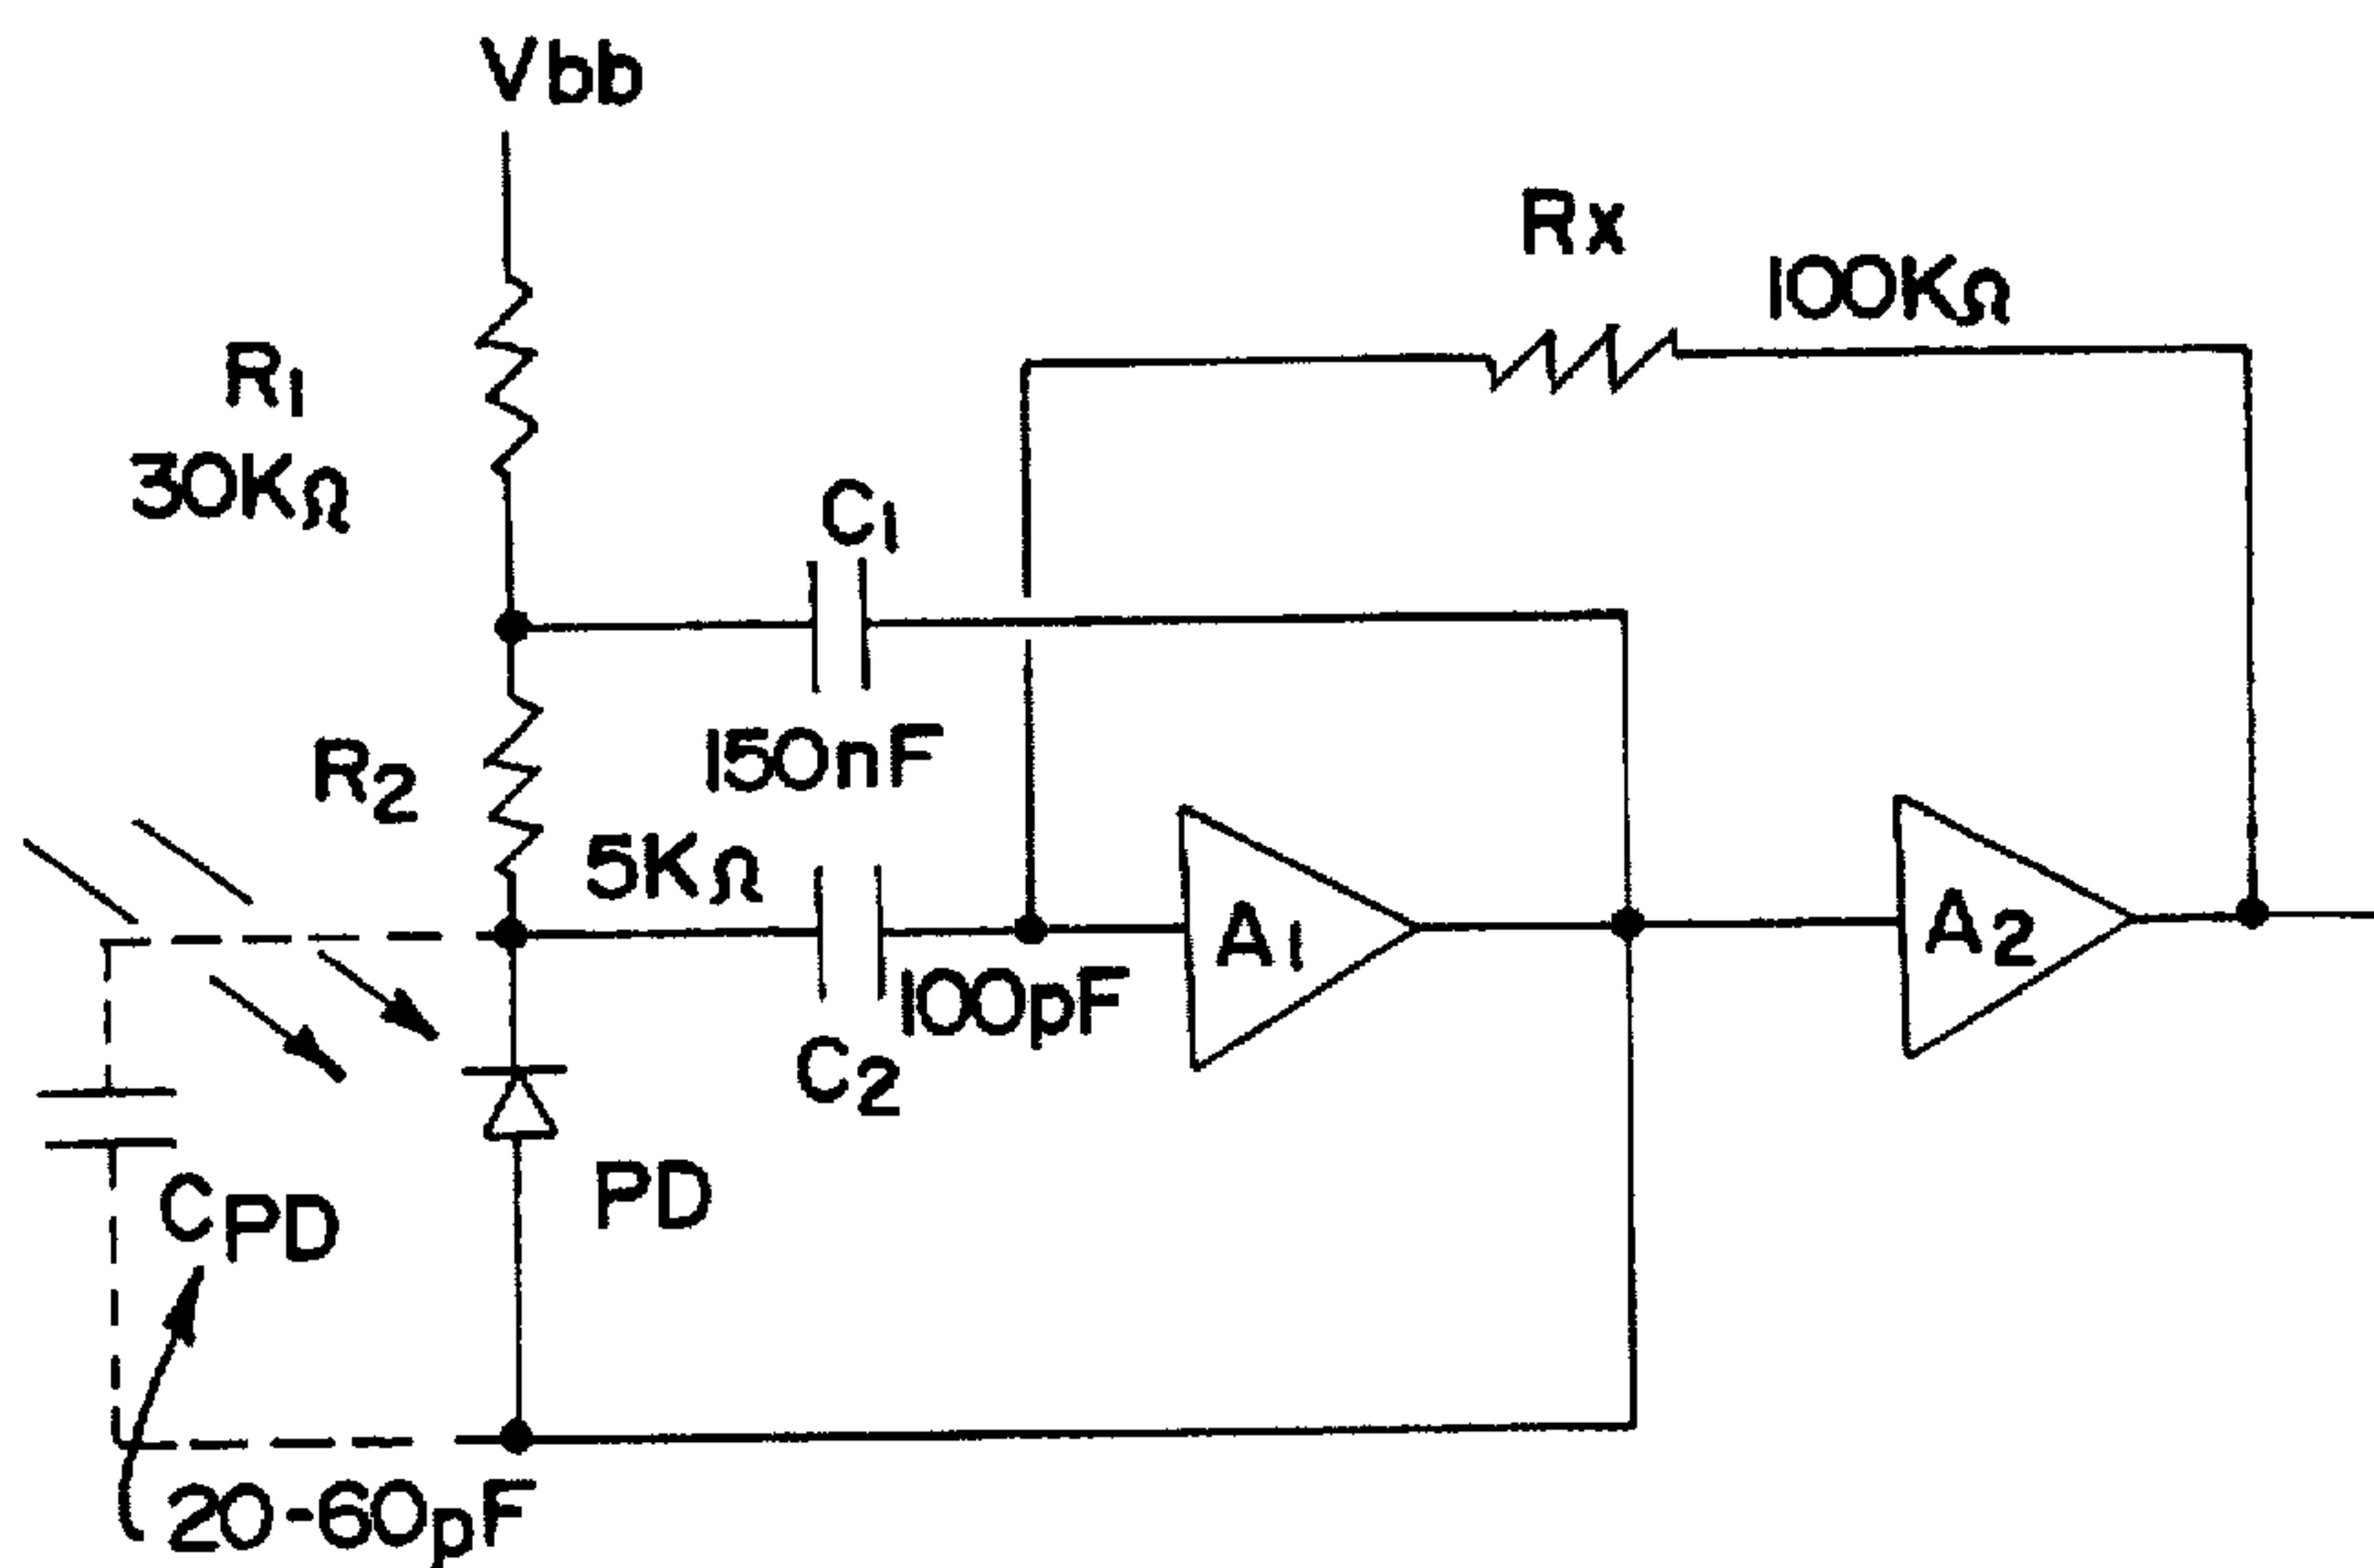 Vbb
Rx
100KΩ
R1
30KΩ
C1
150nF
R2
5KΩ
A1
A2
100pF
C2
PD
CPD
20-60pF